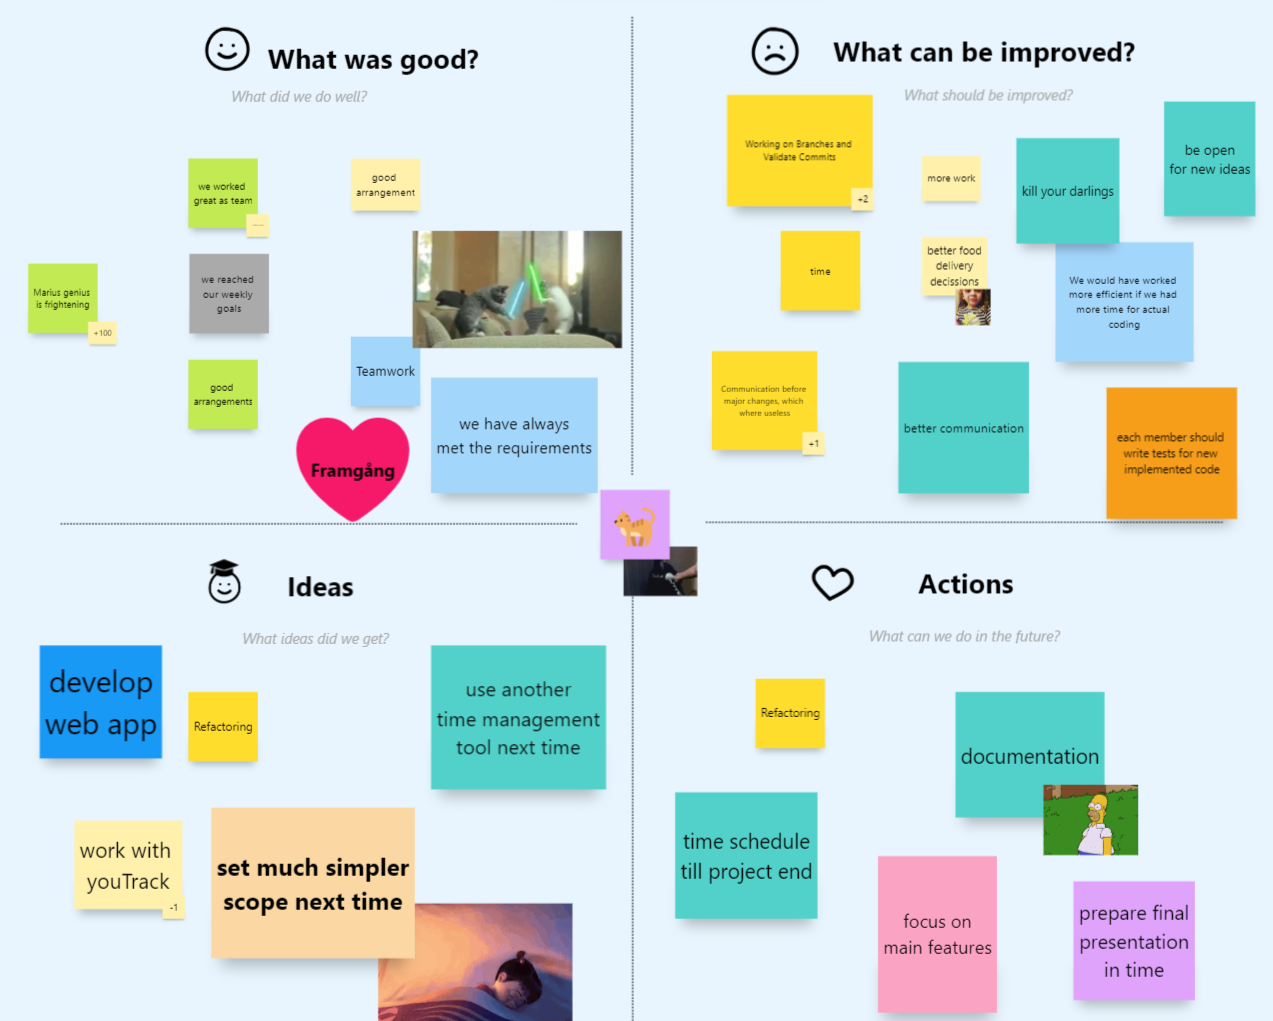 What was good?
What did we do well?
we worked
great as team
good
arrangement
Marius genius
is frightening
+100
we reached
our weekly
goals
good
arrangements
Teamwork
we have always
met the requirements
Framgång
What can be improved?
What should be improved?
Working on Branches and
Validate Commits
+2
more work
kill your darlings
be open
for new ideas
time
better food
delivery
decissions
We would have worked
more efficient if we had
more time for actual
coding
Communication before
major changes, which
where useless
+1
better communication
each member should
write tests for new
implemented code
Ideas
What ideas did we get?
develop
web app
Refactoring
use another
time management
tool next time
work with
youTrack
-1
set much simpler
scope next time
Actions
What can we do in the future?
Refactoring
documentation
time schedule
till project end
focus on
main features
prepare final
presentation
in time